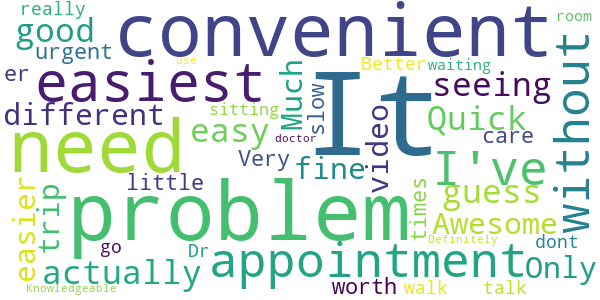 really convenient room
good
urgent use Better waiting
er easiest It seeing
different sitting Much slow video Quick without
need easy doctor care
Very fine I've
little times guess
easier trip problem Awesome
go Dr appointment Definitely dont
actually Only
Knowledgeable worth walk talk